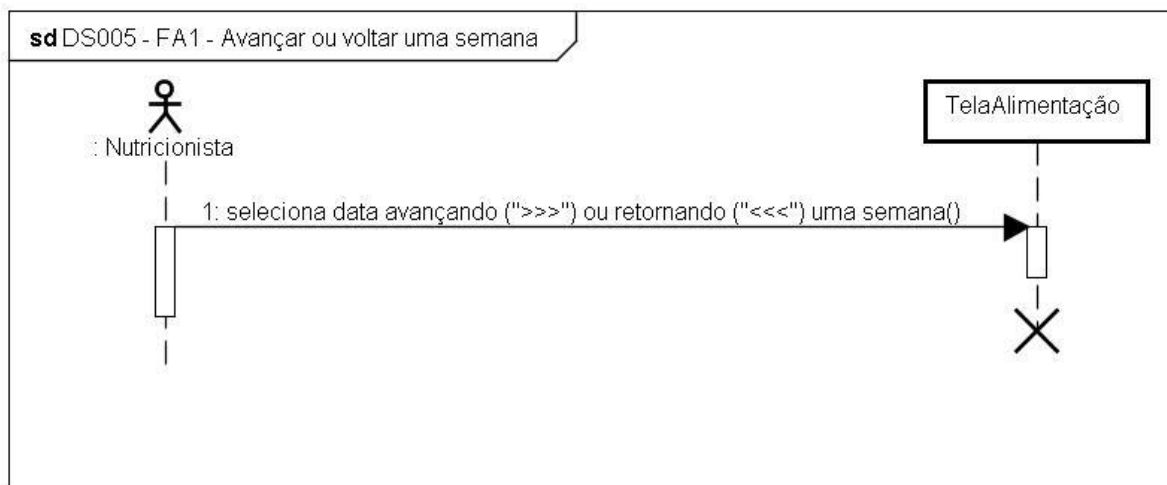 sd DS005 - FA1 - Avançar ou voltar uma semana
: Nutricionista
TelaAlimentação
1: seleciona data avançando (">>>") ou retornando ("<<<") uma semana()